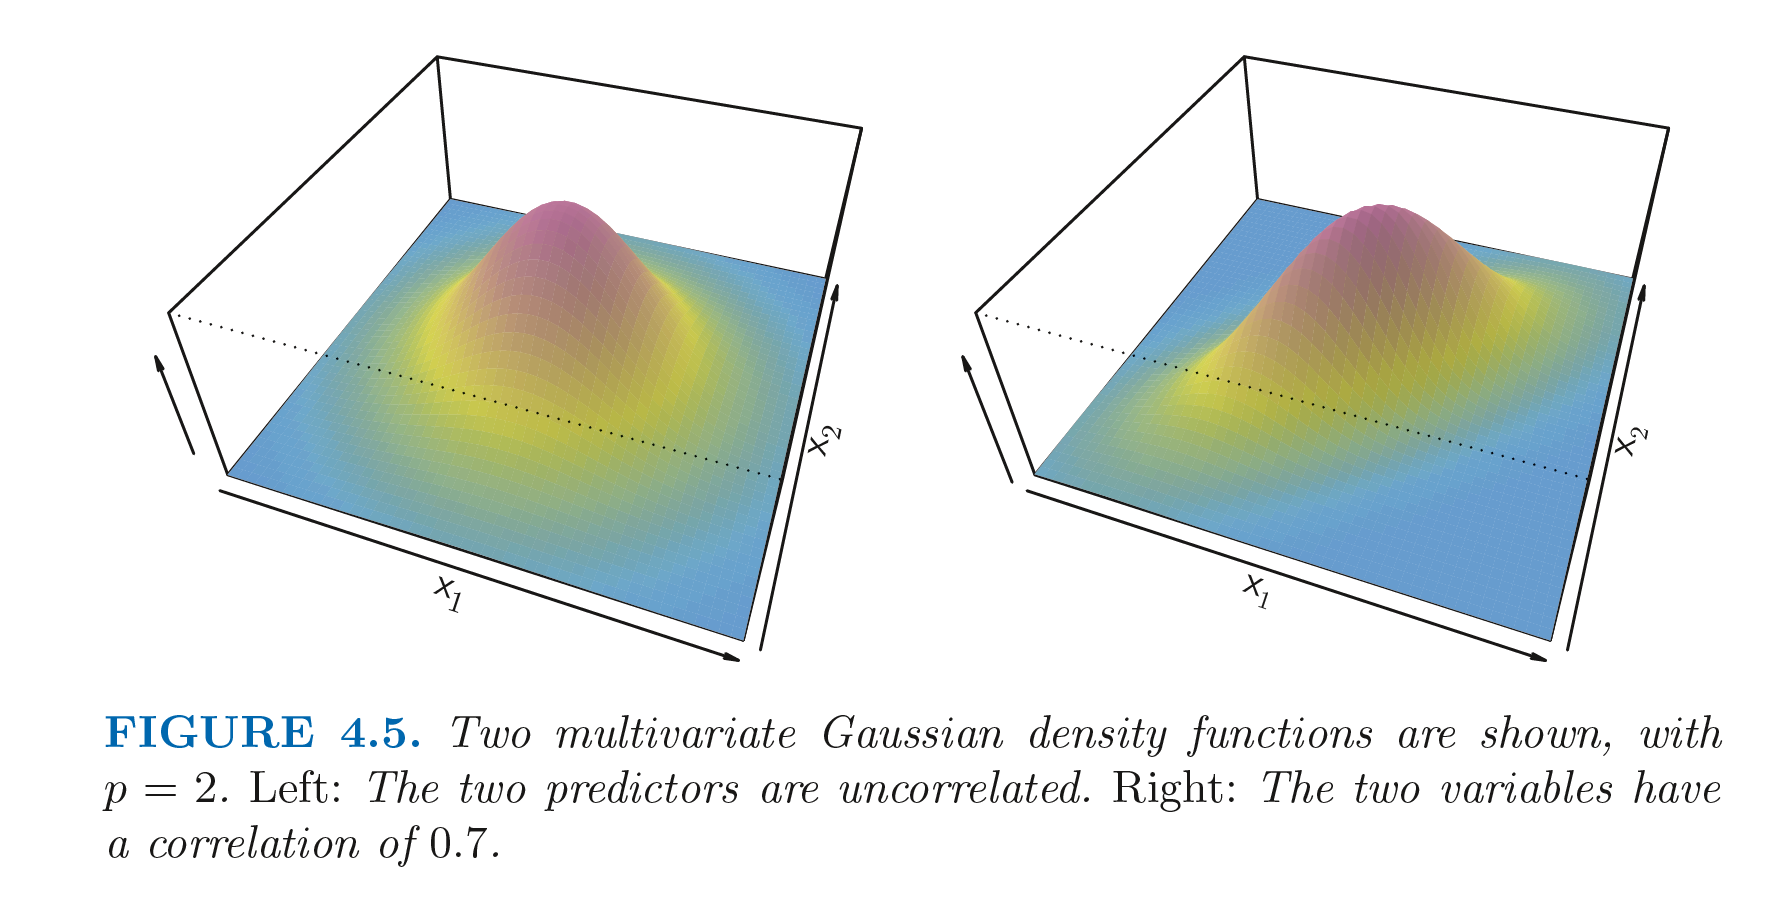 x2
x2
x1
x1
FIGURE 4.5. Two multivariate Gaussian density functions are shown, with
p = 2. Left: The two predictors are uncorrelated. Right: The two variables have
a correlation of 0.7.